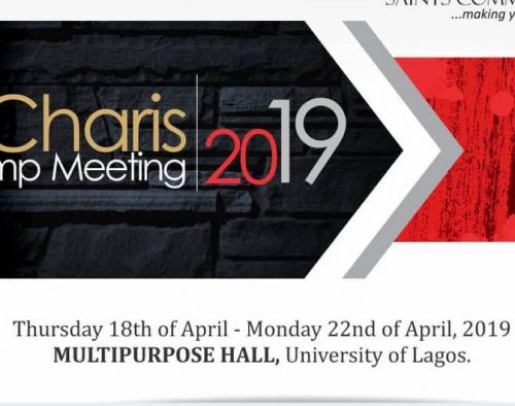 SAINTS COMM
...making y
Charis
mp Meeting
2019
Thursday 18th of April - Monday 22nd of April, 2019
MULTIPURPOSE HALL, University of Lagos.